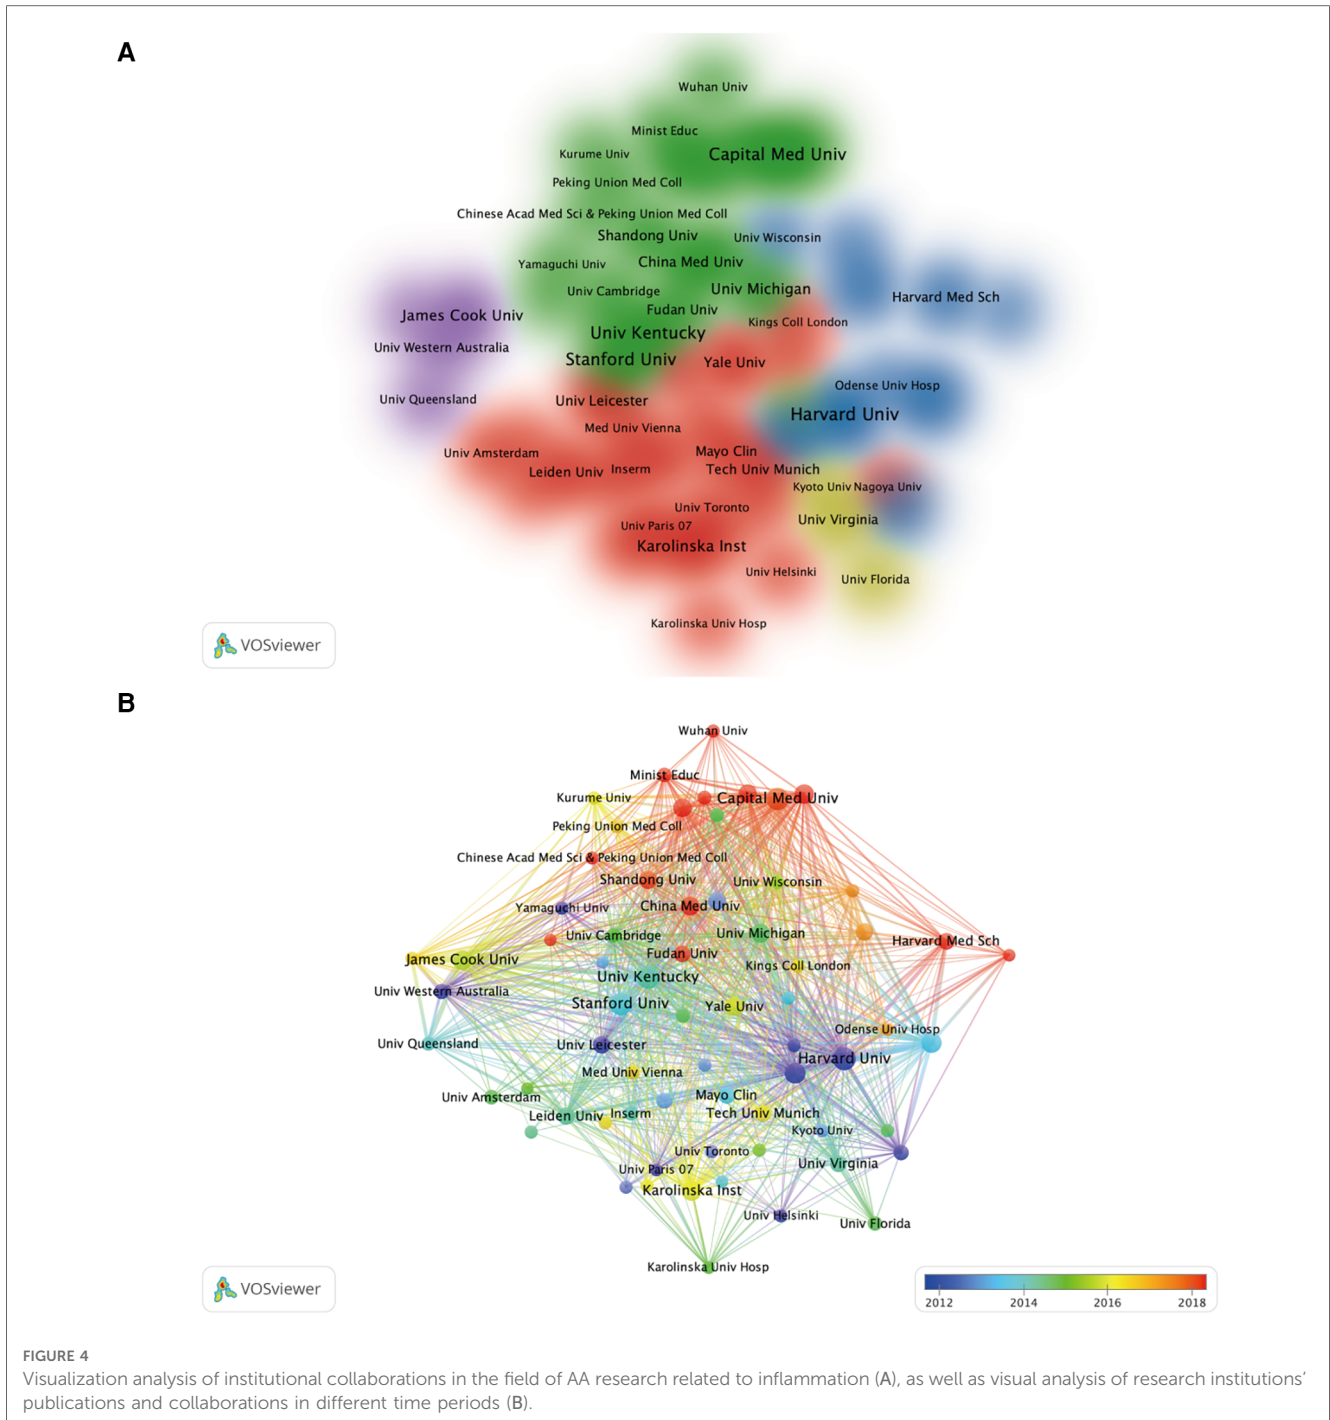 A
Wuhan Univ
Minist Educ
Kurume Univ
Capital Med Univ
Peking Union Med Coll
Chinese Acad Med Sci & Peking Union Med Coll
Shandong Univ
Univ Wisconsin
Yamaguchi Univ
China Med Univ
Univ Cambridge
Univ Michigan
Harvard Med Sch
Fudan Univ
James Cook Univ
Kings Coll London
Univ Kentucky
Univ Western Australia
Stanford Univ
Yale Univ
Odense Univ Hosp
Univ Queensland
Univ Leicester
Harvard Univ
Med Univ Vienna
Univ Amsterdam
Mayo Clin
Leiden Univ
Inserm
Tech Univ Munich
Kyoto Univ
Nagoya Univ
Univ Toronto
Univ Virginia
Univ Paris 07
Karolinska Inst
Univ Helsinki
Univ Florida
Karolinska Univ Hosp
VOSviewer
B
Wuhan Univ
Minist Educ
Kurume Univ
Capital Med Univ
Peking Union Med Coll
Chinese Acad Med Sci & Peking Union Med Coll
Shandong Univ
Univ Wisconsin
Yamaguchi Univ
China Med Univ
Univ Cambridge
Univ Michigan
Harvard Med Sch
Fudan Univ
James Cook Univ
Kings Coll London
Univ Kentucky
Univ Western Australia
Stanford Univ
Yale Univ
Odense Univ Hosp
Univ Queensland
Univ Leicester
Harvard Univ
Med Univ Vienna
Univ Amsterdam
Mayo Clin
Leiden Univ
Inserm
Tech Univ Munich
Kyoto Univ
Univ Toronto
Univ Virginia
Univ Paris 07
Karolinska Inst
Univ Helsinki
Univ Florida
Karolinska Univ Hosp
VOSviewer
2012
2014
2016
2018
FIGURE 4
Visualization analysis of institutional collaborations in the field of AA research related to inflammation (A), as well as visual analysis of research institutions'
publications and collaborations in different time periods (B).